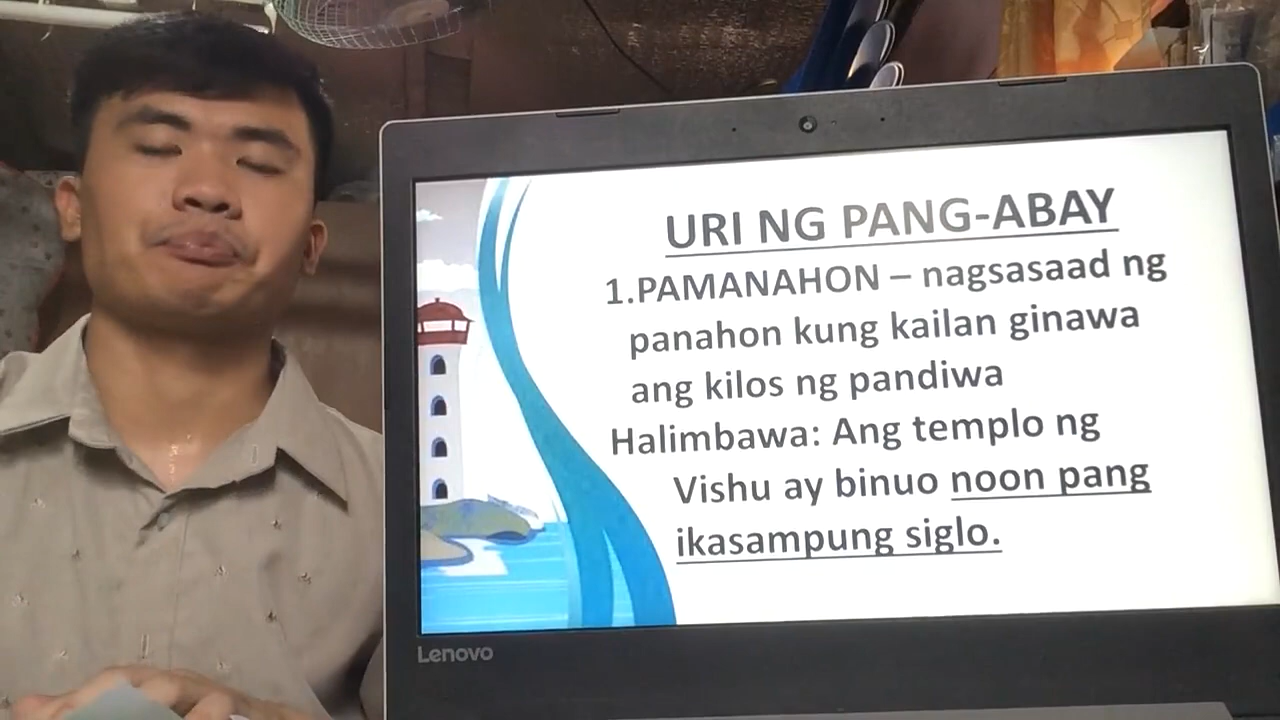 URI NG PANG-ABAY
1.PAMANAHON – nagsasaad ng
panahon kung kailan ginawa
ang kilos ng pandiwa
Halimbawa: Ang templo ng
Vishu ay binuo noon pang
ikasampung siglo.
Lenovo